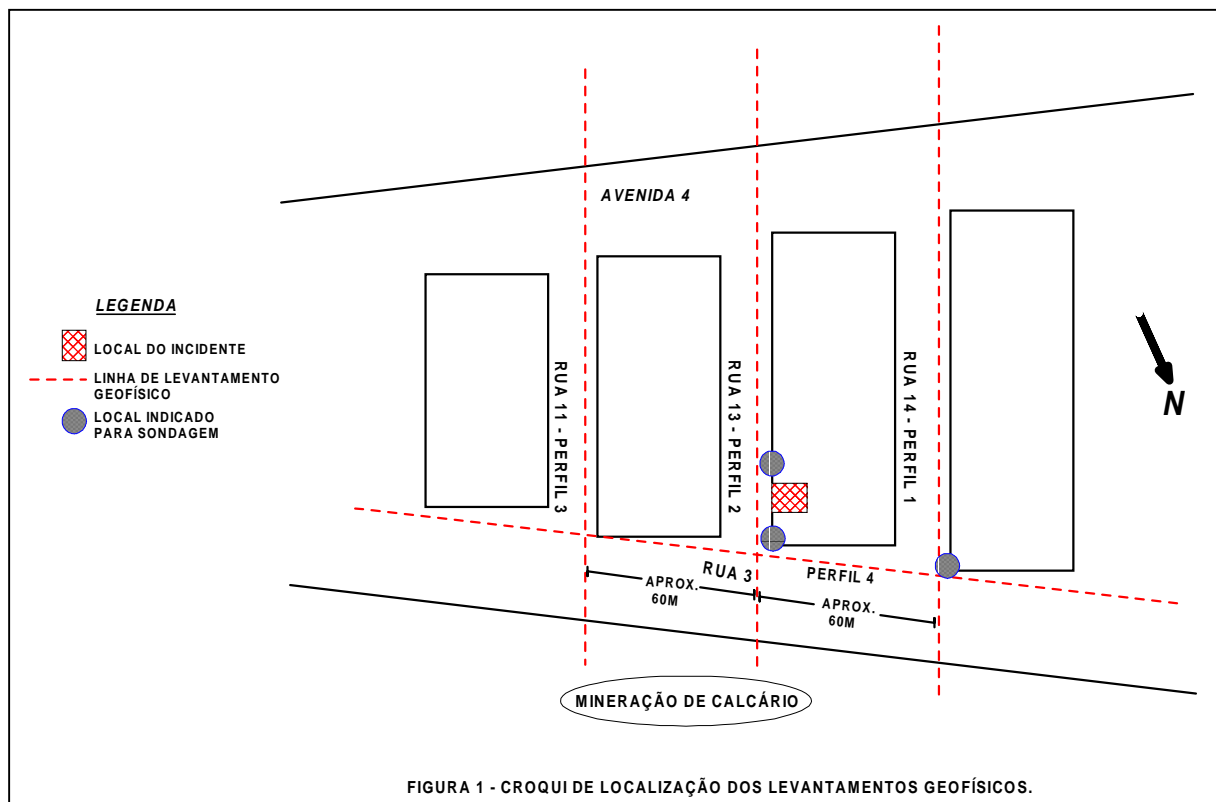 AVENIDA 4
LEGENDA
LOCAL DO INCIDENTE
LINHA DE LEVANTAMENTO
GEOFÍSICO
LOCAL INDICADO
PARA SONDAGEM
RUA 11 - PERFIL 3
RUA 13 - PERFIL 2
RUA 14 - PERFIL 1
N
RUA 3
PERFIL 4
APROX.
60M
APROX.
60M
MINERAÇÃO DE CALCÁRIO
FIGURA 1 - CROQUI DE LOCALIZAÇÃO DOS LEVANTAMENTOS GEOFÍSICOS.